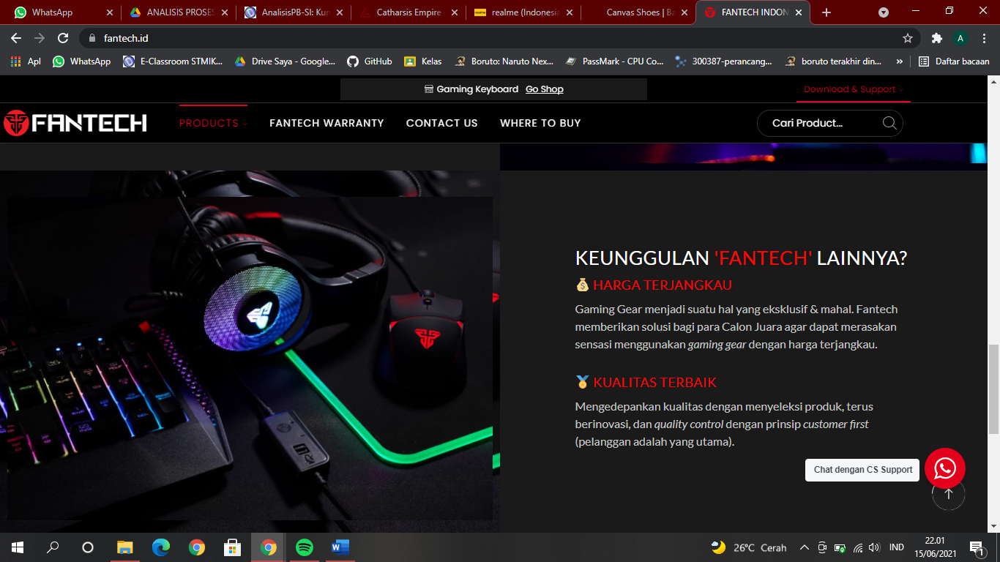 WhatsApp
ANALISIS PROSES
AnalisisPB-SI: Kum
Catharsis Empire
realme (Indonesia
Canvas Shoes | Ba
FANTECH INDON
fantech.id
Apl
WhatsApp
E-Classroom STMIK...
Drive Saya - Google...
GitHub
Kelas
Boruto: Naruto Nex...
PassMark - CPU Co...
300387-perancang...
boruto terakhir din...
»
Daftar bacaan
Gaming Keyboard Go Shop
Download & Support
FANTECH
PRODUCTS
FANTECH WARRANTY
CONTACT US
WHERE TO BUY
Cari Product...
KEUNGGULAN 'FANTECH' LAINNYA?
💰 HARGA TERJANGKAU
Gaming Gear menjadi suatu hal yang eksklusif & mahal. Fantech
memberikan solusi bagi para Calon Juara agar dapat merasakan
sensasi menggunakan gaming gear dengan harga terjangkau.
🏅 KUALITAS TERBAIK
Mengedepankan kualitas dengan menyeleksi produk, terus
berinovasi, dan quality control dengan prinsip customer first
(pelanggan adalah yang utama).
Chat dengan CS Support
26°C Cerah
IND
22.01
15/06/2021
1